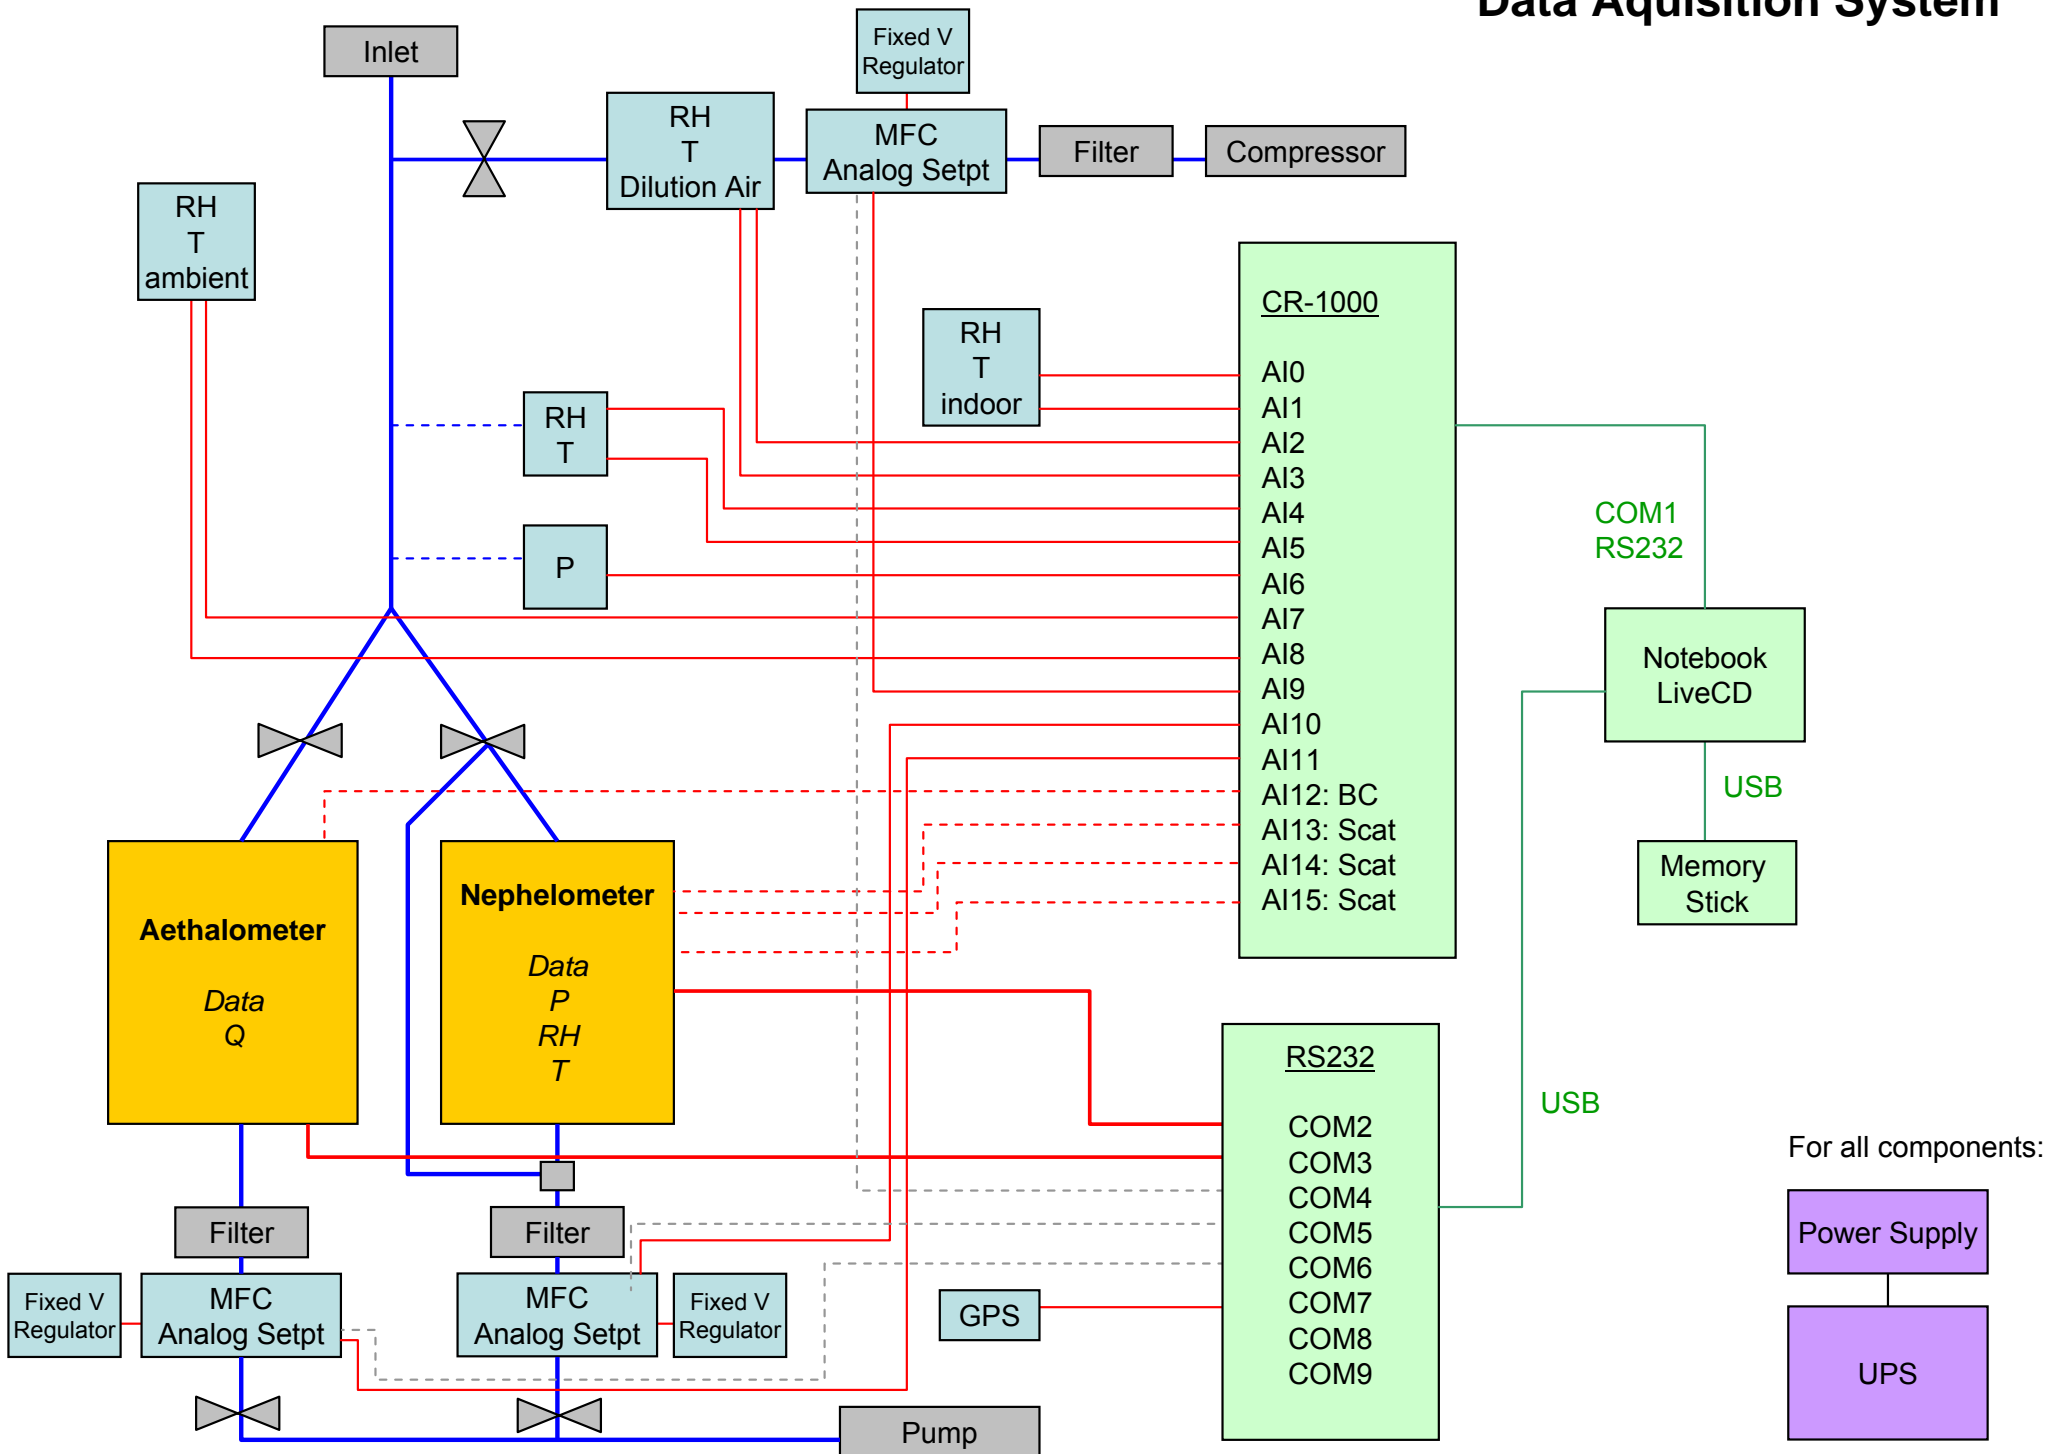 Data Aquisition System
Inlet
Fixed V
Regulator
RH
T
Dilution Air
MFC
Analog Setpt
Filter
Compressor
RH
T
ambient
CR-1000
RH
T
indoor
AI0
AI1
AI2
AI3
AI4
AI5
AI6
AI7
AI8
AI9
AI10
AI11
AI12: BC
AI13: Scat
AI14: Scat
AI15: Scat
RH
T
P
COM1
RS232
Notebook
LiveCD
USB
Memory
Stick
Aethalometer
Data
Q
Nephelometer
Data
P
RH
T
RS232
COM2
COM3
COM4
COM5
COM6
COM7
COM8
COM9
USB
For all components:
Power Supply
UPS
Filter
Filter
Fixed V
Regulator
MFC
Analog Setpt
MFC
Analog Setpt
Fixed V
Regulator
GPS
Pump